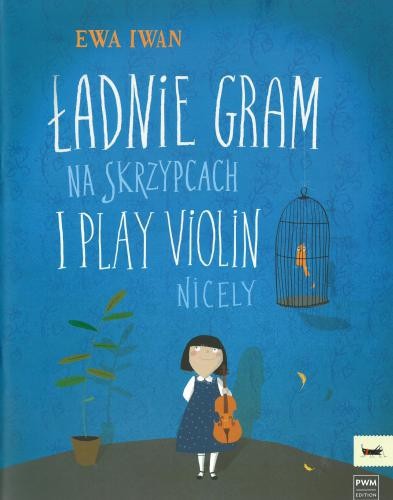 EWA IWAN
ŁADNIE GRAM
NA SKRZYPCACH
I PLAY VIOLIN
NICELY
PWM
EDITION